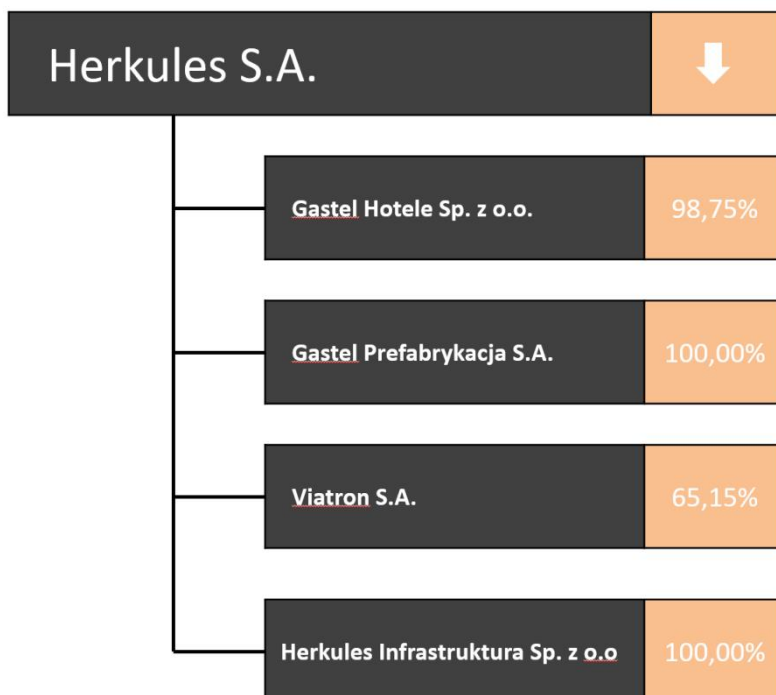 Herkules S.A.
Gastel Hotele Sp. z o.o. 98,75%
Gastel Prefabrykacja S.A. 100,00%
Viatron S.A. 65,15%
Herkules Infrastruktura Sp. z o.o 100,00%